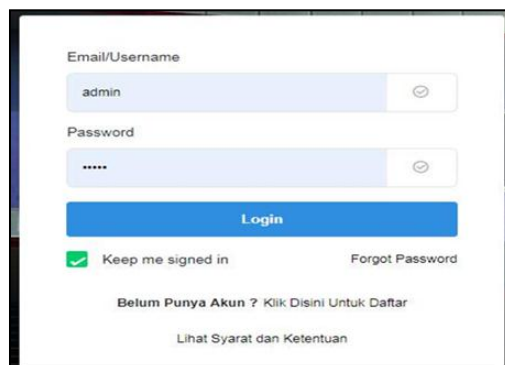 Email/Username
admin
Password
•••••
Login
Keep me signed in Forgot Password
Belum Punya Akun ? Klik Disini Untuk Daftar
Lihat Syarat dan Ketentuan